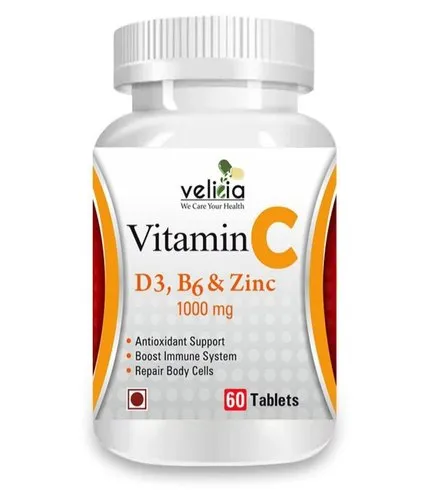 velicia
We Care Your Health
Vitamin C
D3, B6 & Zinc
1000 mg
• Antioxidant Support
• Boost Immune System
• Repair Body Cells
60 Tablets